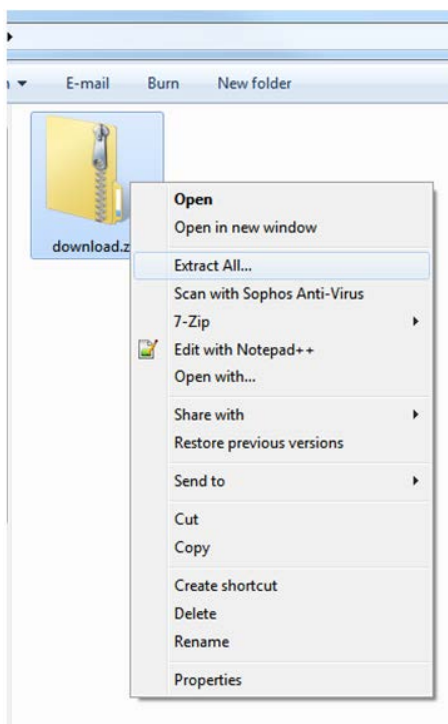 E-mail Burn New folder
download.z
Open
Open in new window
Extract All...
Scan with Sophos Anti-Virus
7-Zip
Edit with Notepad++
Open with...
Share with
Restore previous versions
Send to
Cut
Copy
Create shortcut
Delete
Rename
Properties